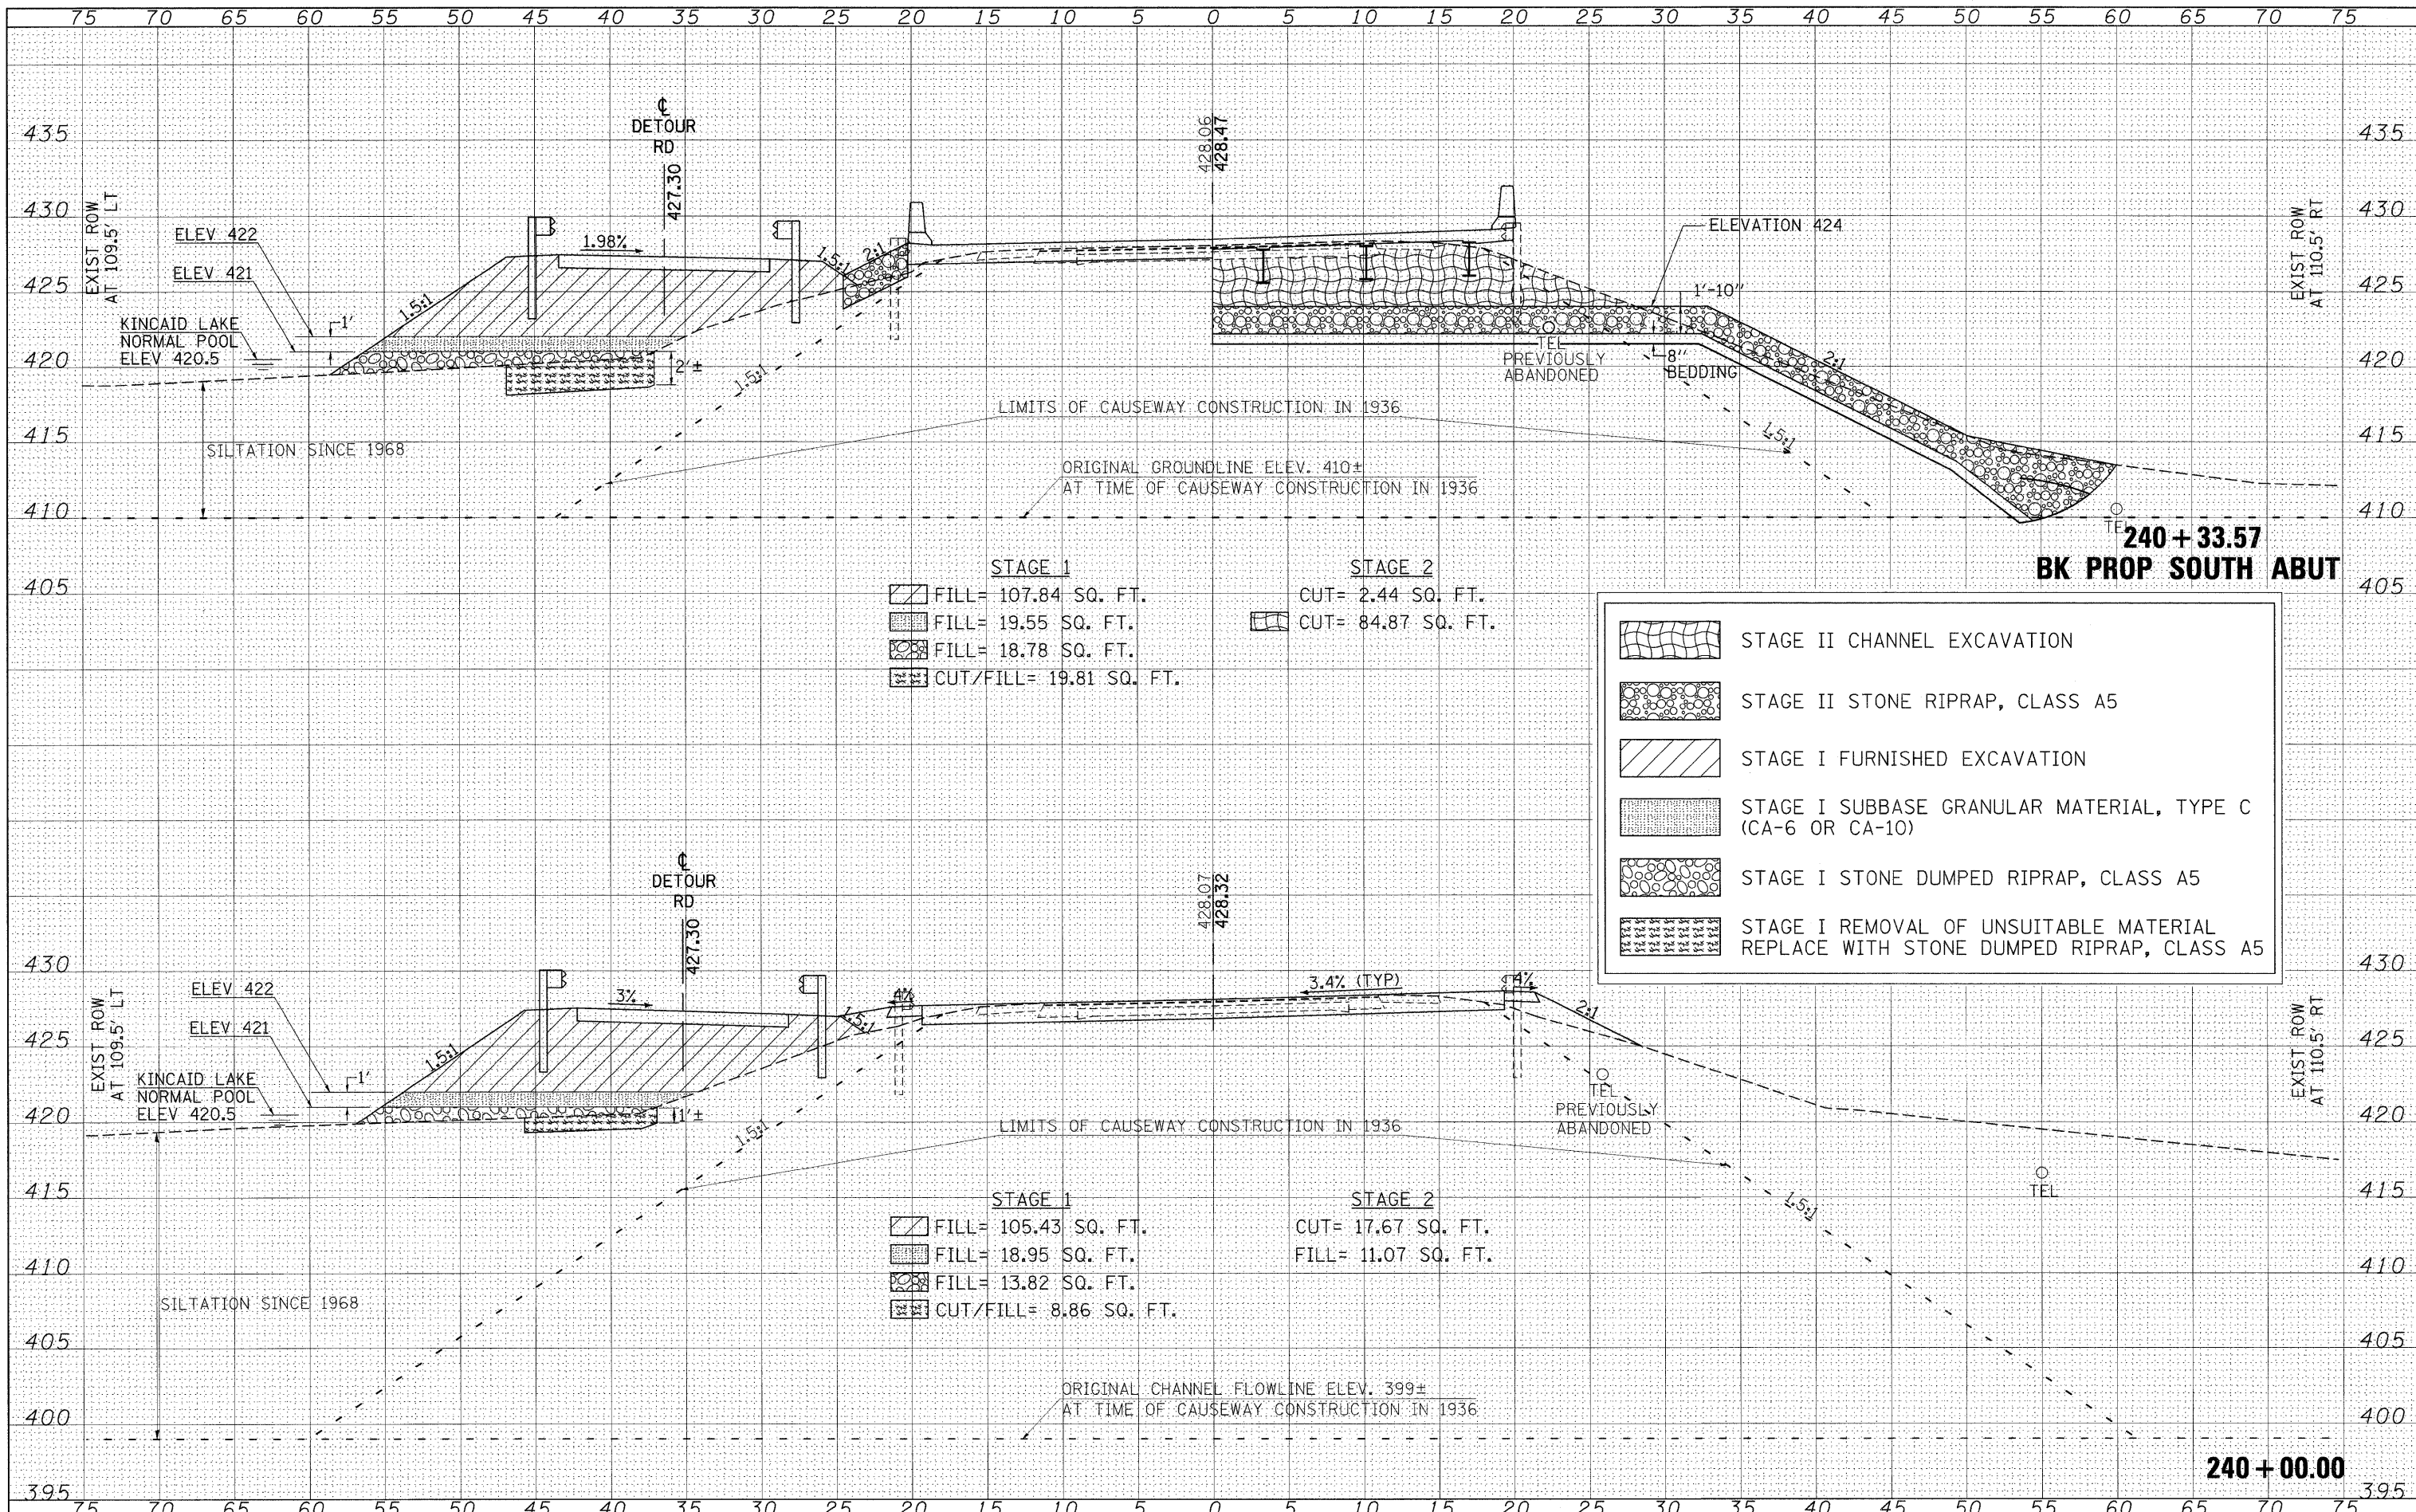 75 70 65 60 55 50 45 40 35 30 25 20 15 10 5 0 5 10 15 20 25 30 35 40 45 50 55 60 65 70 75
℄
DETOUR
RD
427.30
428.06
428.47
435
435
430
430
425
425
420
420
415
415
410
410
405
405
EXIST ROW
AT 109.5' LT
EXIST ROW
AT 110.5' RT
ELEV 422
ELEV 421
KINCAID LAKE
NORMAL POOL
ELEV 420.5
1'
1.5:1
1.98%
1.5:1
2:1
2'±
1.5:1
ELEVATION 424
1'-10"
8"
BEDDING
2:1
TEL
PREVIOUSLY
ABANDONED
LIMITS OF CAUSEWAY CONSTRUCTION IN 1936
1.5:1
SILTATION SINCE 1968
ORIGINAL GROUNDLINE ELEV. 410±
AT TIME OF CAUSEWAY CONSTRUCTION IN 1936
TEL
240+33.57
BK PROP SOUTH ABUT
STAGE 1
FILL= 107.84 SQ. FT.
FILL= 19.55 SQ. FT.
FILL= 18.78 SQ. FT.
CUT/FILL= 19.81 SQ. FT.
STAGE 2
CUT= 2.44 SQ. FT.
CUT= 84.87 SQ. FT.
STAGE II CHANNEL EXCAVATION
STAGE II STONE RIPRAP, CLASS A5
STAGE I FURNISHED EXCAVATION
STAGE I SUBBASE GRANULAR MATERIAL, TYPE C
(CA-6 OR CA-10)
STAGE I STONE DUMPED RIPRAP, CLASS A5
STAGE I REMOVAL OF UNSUITABLE MATERIAL
REPLACE WITH STONE DUMPED RIPRAP, CLASS A5
℄
DETOUR
RD
427.30
428.07
428.32
430
430
425
425
420
420
415
415
410
410
405
405
400
400
395
395
EXIST ROW
AT 109.5' LT
EXIST ROW
AT 110.5' RT
ELEV 422
ELEV 421
KINCAID LAKE
NORMAL POOL
ELEV 420.5
1'
1.5:1
3%
1.5:1
4%
3.4% (TYP)
4%
2:1
1'±
1.5:1
TEL
PREVIOUSLY
ABANDONED
LIMITS OF CAUSEWAY CONSTRUCTION IN 1936
1.5:1
TEL
SILTATION SINCE 1968
STAGE 1
FILL= 105.43 SQ. FT.
FILL= 18.95 SQ. FT.
FILL= 13.82 SQ. FT.
CUT/FILL= 8.86 SQ. FT.
STAGE 2
CUT= 17.67 SQ. FT.
FILL= 11.07 SQ. FT.
ORIGINAL CHANNEL FLOWLINE ELEV. 399±
AT TIME OF CAUSEWAY CONSTRUCTION IN 1936
240+00.00
75 70 65 60 55 50 45 40 35 30 25 20 15 10 5 0 5 10 15 20 25 30 35 40 45 50 55 60 65 70 75